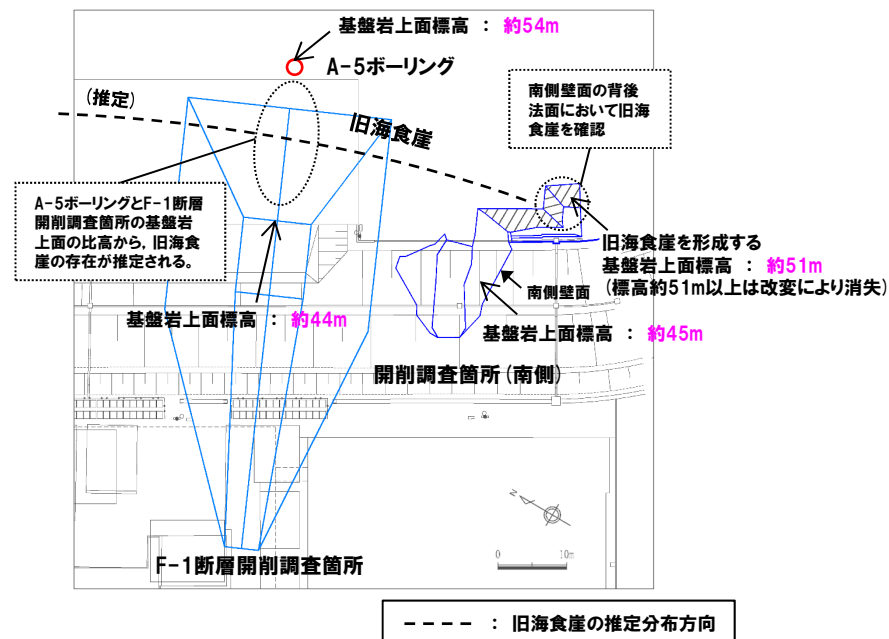 基盤岩上面標高 ： 約54m
A-5ボーリング
(推定)
旧海食崖
南側壁面の背後
法面において旧海
食崖を確認
A-5ボーリングとF-1断層
開削調査箇所の基盤岩
上面の比高から，旧海食
崖の存在が推定される。
旧海食崖を形成する
基盤岩上面標高 ： 約51m
(標高約51m以上は改変により消失)
南側壁面
基盤岩上面標高 ： 約44m
基盤岩上面標高 ： 約45m
開削調査箇所(南側)
N
0 10m
F-1断層開削調査箇所
： 旧海食崖の推定分布方向